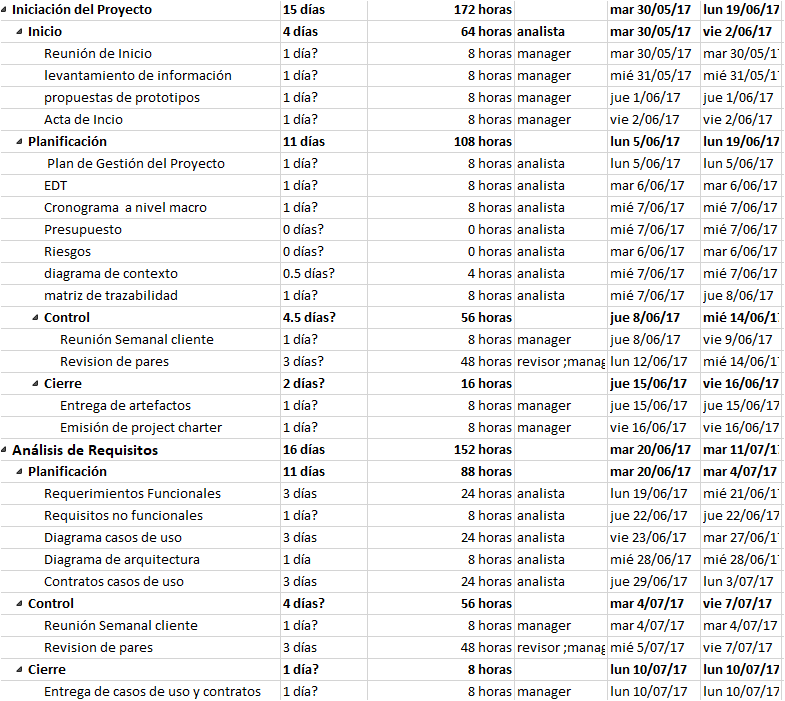 Iniciación del Proyecto 15 días 172 horas mar 30/05/17 lun 19/06/17
Inicio 4 días 64 horas analista mar 30/05/17 vie 2/06/17
Reunión de Inicio 1 día? 8 horas manager mar 30/05/17 mar 30/05/1
levantamiento de información 1 día? 8 horas manager mié 31/05/17 mié 31/05/1
propuestas de prototipos 1 día? 8 horas manager jue 1/06/17 jue 1/06/17
Acta de Incio 1 día? 8 horas manager vie 2/06/17 vie 2/06/17
Planificación 11 días 108 horas lun 5/06/17 lun 19/06/17
Plan de Gestión del Proyecto 1 día? 8 horas analista lun 5/06/17 lun 5/06/17
EDT 1 día? 8 horas analista mar 6/06/17 mar 6/06/17
Cronograma a nivel macro 1 día? 8 horas analista mié 7/06/17 mié 7/06/17
Presupuesto 0 días? 0 horas analista mié 7/06/17 mié 7/06/17
Riesgos 0 días? 0 horas analista mar 6/06/17 mar 6/06/17
diagrama de contexto 0.5 días? 4 horas analista mié 7/06/17 mié 7/06/17
matriz de trazabilidad 1 día? 8 horas analista mié 7/06/17 jue 8/06/17
Control 4.5 días? 56 horas jue 8/06/17 mié 14/06/1
Reunión Semanal cliente 1 día? 8 horas manager jue 8/06/17 vie 9/06/17
Revision de pares 3 días? 48 horas revisor ;manag lun 12/06/17 mié 14/06/1
Cierre 2 días? 16 horas jue 15/06/17 vie 16/06/17
Entrega de artefactos 1 día? 8 horas manager jue 15/06/17 jue 15/06/17
Emisión de project charter 1 día? 8 horas manager vie 16/06/17 vie 16/06/17
Análisis de Requisitos 16 días 152 horas mar 20/06/17 mar 11/07/1
Planificación 11 días 88 horas mar 20/06/17 mar 4/07/17
Requerimientos Funcionales 3 días 24 horas analista lun 19/06/17 mié 21/06/1
Requisitos no funcionales 1 día? 8 horas analista jue 22/06/17 jue 22/06/17
Diagrama casos de uso 3 días 24 horas analista vie 23/06/17 mar 27/06/1
Diagrama de arquitectura 1 día 8 horas analista mié 28/06/17 mié 28/06/1
Contratos casos de uso 3 días 24 horas analista jue 29/06/17 lun 3/07/17
Control 4 días? 56 horas mar 4/07/17 vie 7/07/17
Reunión Semanal cliente 1 día? 8 horas manager mar 4/07/17 mar 4/07/17
Revision de pares 3 días 48 horas revisor ;manag mié 5/07/17 vie 7/07/17
Cierre 1 día? 8 horas lun 10/07/17 lun 10/07/17
Entrega de casos de uso y contratos 1 día? 8 horas manager lun 10/07/17 lun 10/07/17